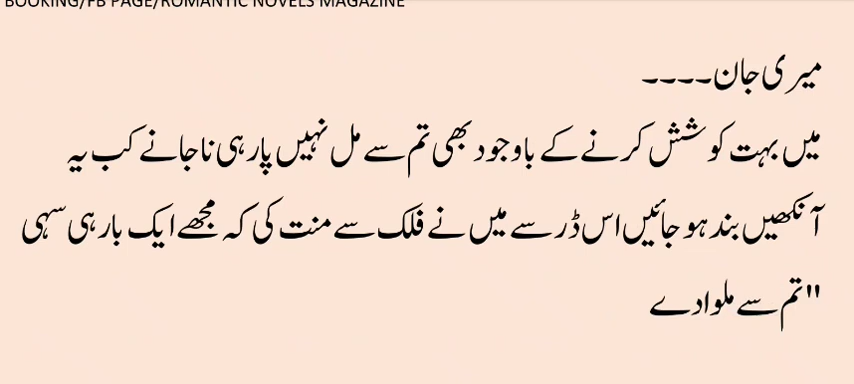 BOOKING/FB PAGE/ROMANTIC NOVELS MAGAZINE
میری جان۔۔۔۔
میں بہت کوشش کرنے کے باوجود بھی تم سے مل نہیں پارہی ناجانے کب یہ
آنکھیں بند ہو جائیں اس ڈر سے میں نے فلک سے منت کی کہ مجھے ایک بار ہی سہی
"تم سے ملوادے